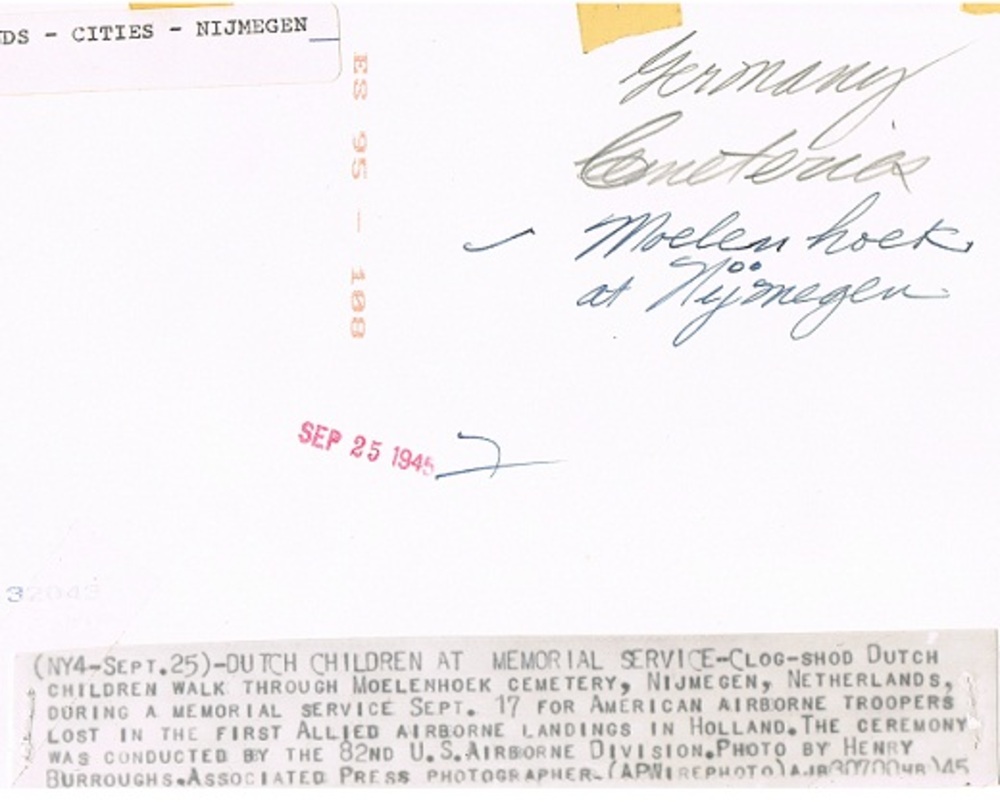 DS - CITES - NIJMEGEN
Germany
Cemeteries
Moelenhoek
at Nijmegen
ES 95 - 188
SEP 25 1945
32043
(NY4-SEPT.25)-DUTCH CHILDREN AT MEMORIAL SERVICE-CLOG-SHOD DUTCH
CHILDREN WALK THROUGH MOELENHOEK CEMETERY, NIJMEGEN, NETHERLANDS,
DURING A MEMORIAL SERVICE SEPT. 17 FOR AMERICAN AIRBORNE TROOPERS
LOST IN THE FIRST ALLIED AIRBORNE LANDINGS IN HOLLAND.THE CEREMONY
WAS CONDUCTED BY THE 82ND U.S.AIRBORNE DIVISION.PHOTO BY HENRY
BURROUGHS.ASSOCIATED PRESS PHOTOGRAPHER.(APWIREPHOTO)